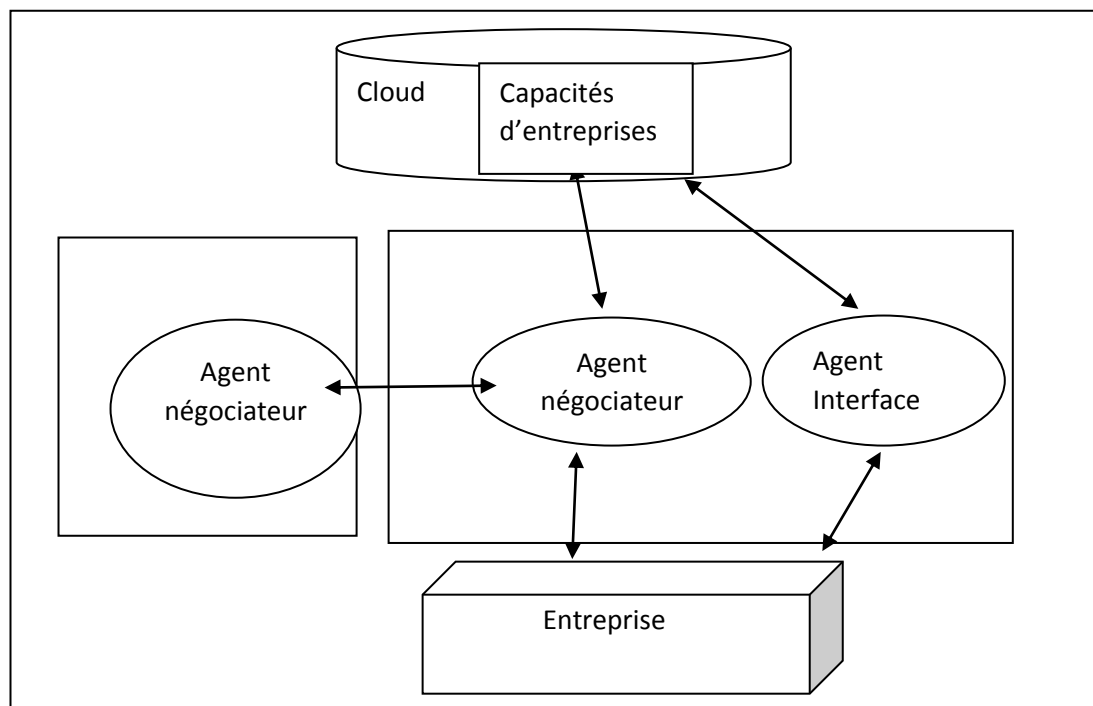 Cloud
Capacités
d’entreprises
Agent
négociateur
Agent
négociateur
Agent
Interface
Entreprise